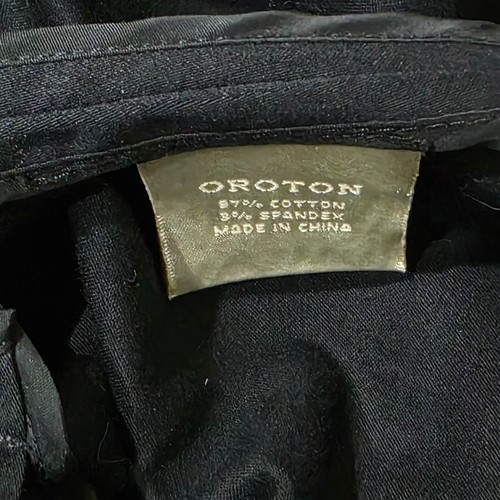 OROTON
97% COTTON
3% SPANDEX
MADE IN CHINA